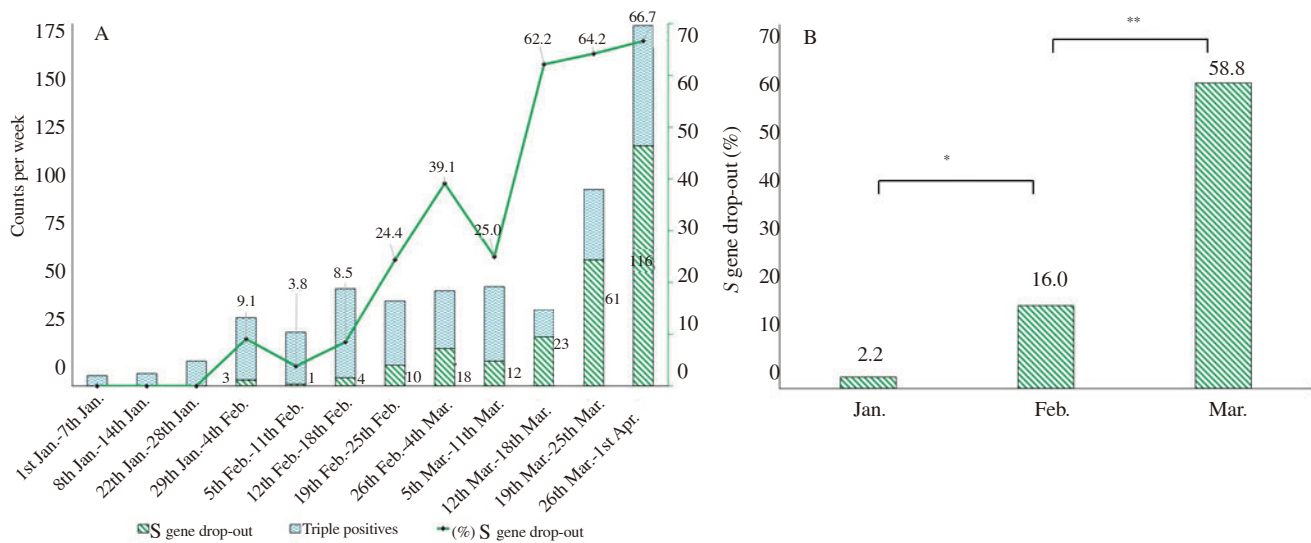 A
Counts per week
175
150
125
100
75
50
25
0
70
60
50
40
30
20
10
0
9.1
3.8
8.5
24.4
39.1
25.0
62.2
64.2
66.7
3
1
4
10
18
12
23
61
116
1st Jan.-7th Jan.
8th Jan.-14th Jan.
22th Jan.-28th Jan.
29th Jan.-4th Feb.
5th Feb.-11th Feb.
12th Feb.-18th Feb.
19th Feb.-25th Feb.
26th Feb.-4th Mar.
5th Mar.-11th Mar.
12th Mar.-18th Mar.
19th Mar.-25th Mar.
26th Mar.-1st Apr.
S gene drop-out
Triple positives
(%) S gene drop-out
B
S gene drop-out (%)
70
60
50
40
30
20
10
0
*
**
2.2
16.0
58.8
Jan.
Feb.
Mar.